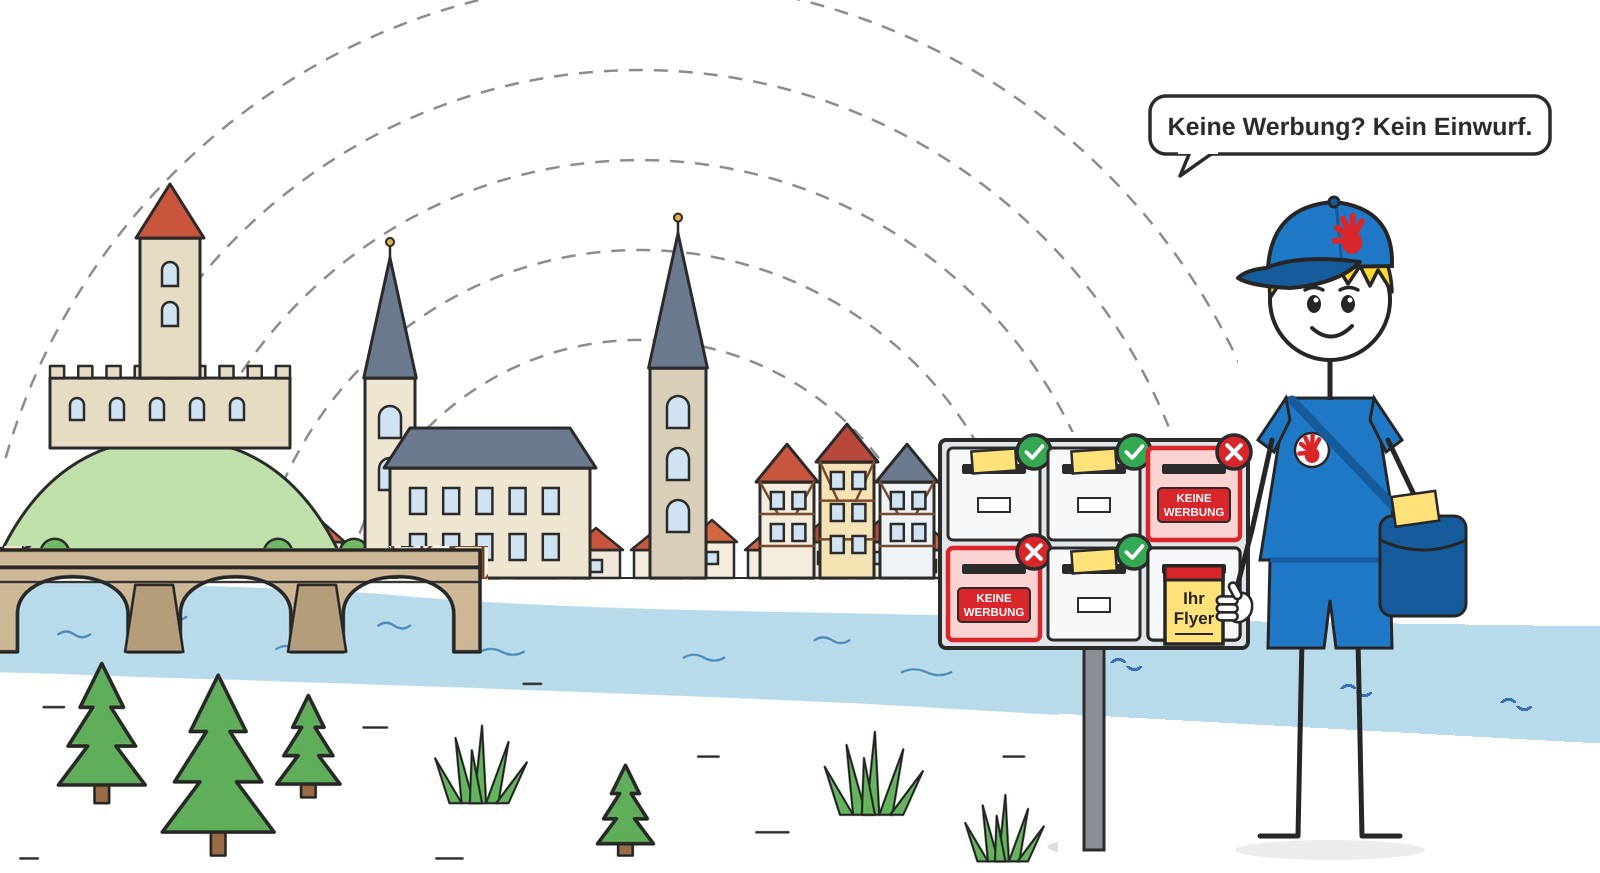 Keine Werbung? Kein Einwurf.
KEINE
WERBUNG
KEINE
WERBUNG
Ihr
Flyer